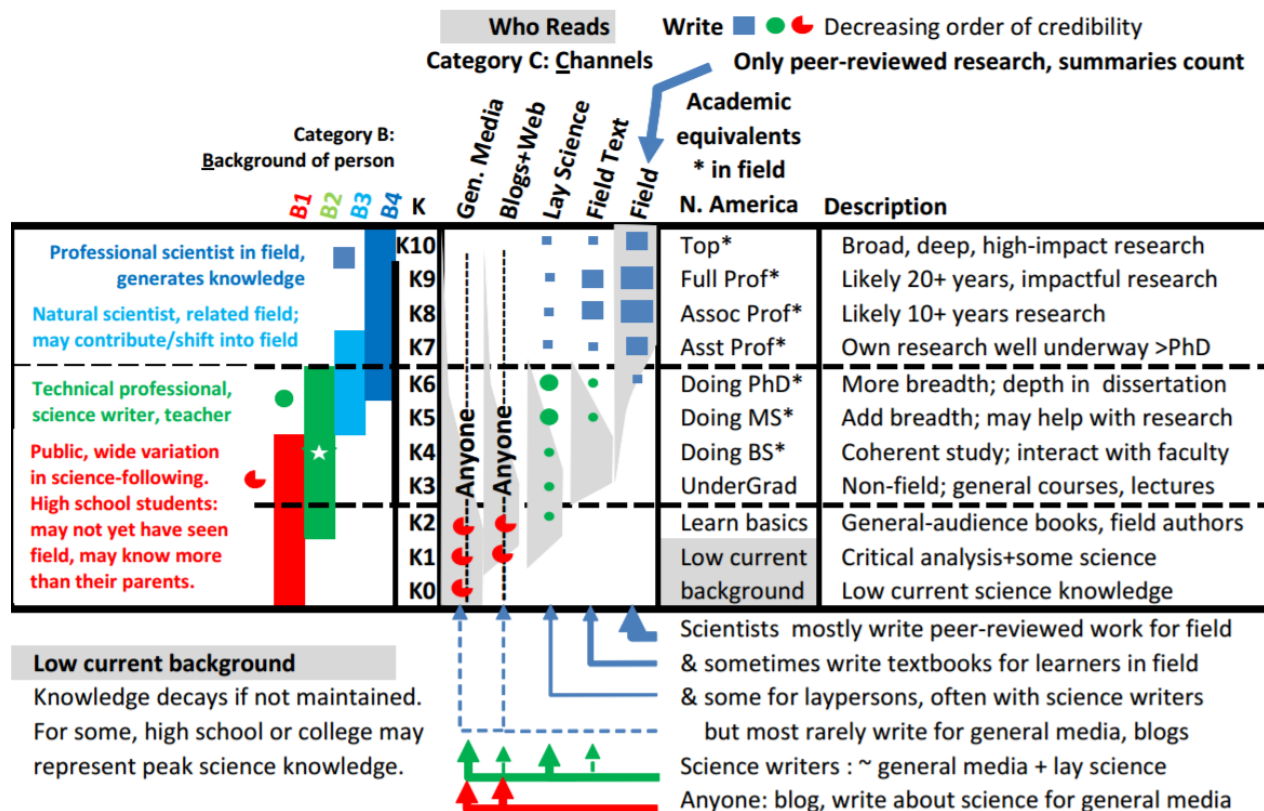 Who Reads
Write Decreasing order of credibility
Category C: Channels
Only peer-reviewed research, summaries count
Category B:
Background of person
B1
B2
B3
B4
K
Gen. Media
Blogs+Web
Lay Science
Field Text
Field
Academic
equivalents
* in field
N. America
Description
Professional scientist in field,
generates knowledge
Natural scientist, related field;
may contribute/shift into field
Technical professional,
science writer, teacher
Public, wide variation
in science-following.
High school students:
may not yet have seen
field, may know more
than their parents.
Anyone
Anyone
K10 Top* Broad, deep, high-impact research
K9 Full Prof* Likely 20+ years, impactful research
K8 Assoc Prof* Likely 10+ years research
K7 Asst Prof* Own research well underway >PhD
K6 Doing PhD* More breadth; depth in dissertation
K5 Doing MS* Add breadth; may help with research
K4 Doing BS* Coherent study; interact with faculty
K3 UnderGrad Non-field; general courses, lectures
K2 Learn basics General-audience books, field authors
K1 Low current Critical analysis+some science
K0 background Low current science knowledge
Low current background
Knowledge decays if not maintained.
For some, high school or college may
represent peak science knowledge.
Scientists mostly write peer-reviewed work for field
& sometimes write textbooks for learners in field
& some for laypersons, often with science writers
but most rarely write for general media, blogs
Science writers : ~ general media + lay science
Anyone: blog, write about science for general media